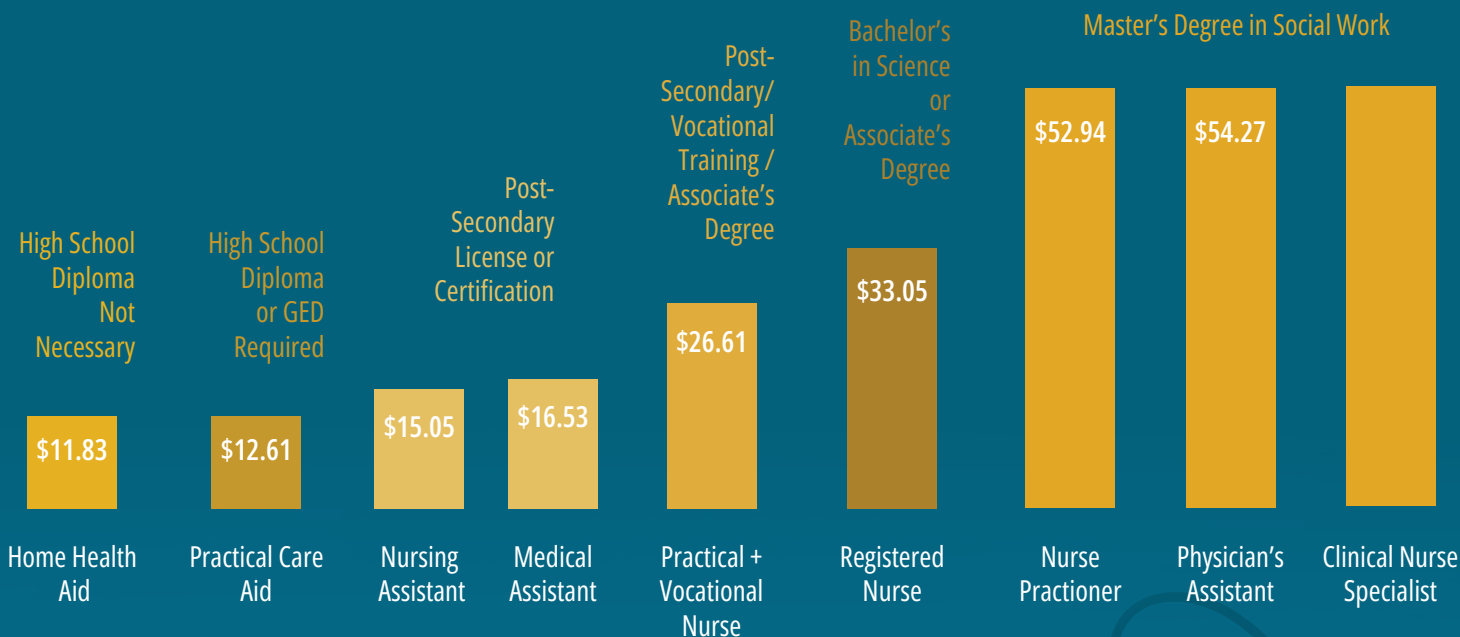 High School
Diploma
Not
Necessary
High School
Diploma
or GED
Required
Post-
Secondary
License or
Certification
Post-
Secondary/
Vocational
Training /
Associate's
Degree
Bachelor's
in Science
or
Associate's
Degree
Master's Degree in Social Work
$11.83
$12.61
$15.05
$16.53
$26.61
$33.05
$52.94
$54.27
Home Health
Aid
Practical Care
Aid
Nursing
Assistant
Medical
Assistant
Practical +
Vocational
Nurse
Registered
Nurse
Nurse
Practioner
Physician's
Assistant
Clinical Nurse
Specialist